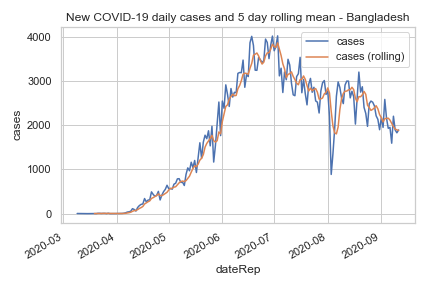 New COVID-19 daily cases and 5 day rolling mean - Bangladesh
cases
cases (rolling)
4000
3000
2000
1000
0
cases
2020-03
2020-04
2020-05
2020-06
2020-07
2020-08
2020-09
dateRep